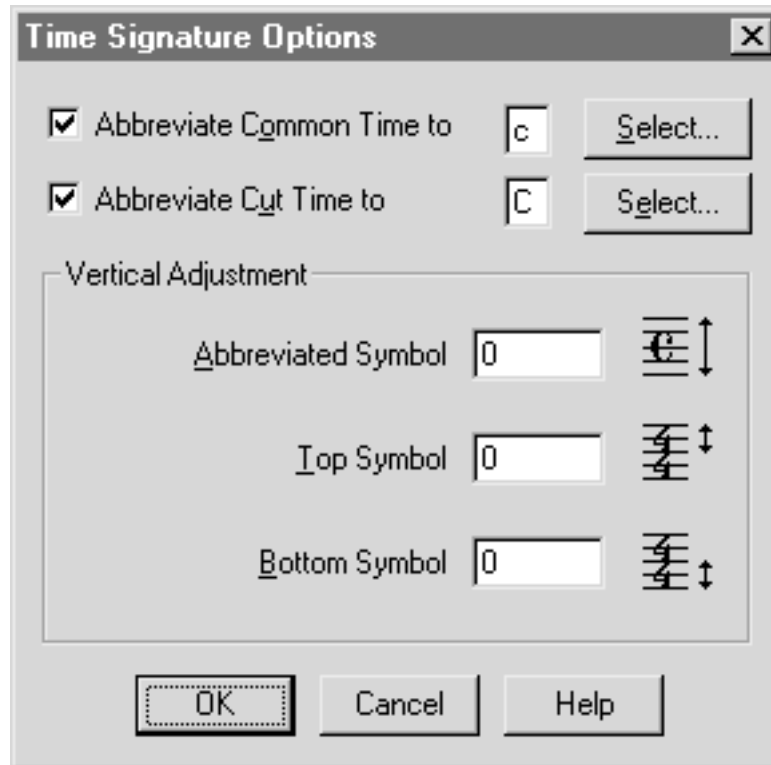 Time Signature Options
Abbreviate Common Time to c Select...
Abbreviate Cut Time to C Select...
Vertical Adjustment
Abbreviated Symbol 0
Top Symbol 0
Bottom Symbol 0
OK Cancel Help